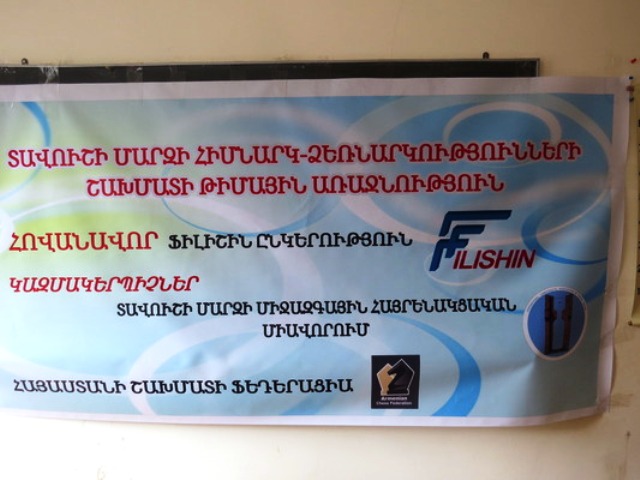 ՏԱՎՈՒՇԻ ՄԱՐԶԻ ՀԻՄՆԱՐԿ-ՁԵՌՆԱՐԿՈՒԹՅՈՒՆՆԵՐԻ
ՇԱԽՄԱՏԻ ԹԻՄԱՅԻՆ ԱՌԱՋՆՈՒԹՅՈՒՆ
ՀՈՎԱՆԱՎՈՐ ՖԻԼԻՇԻՆ ԸՆԿԵՐՈՒԹՅՈՒՆ
FILISHIN
ԿԱԶՄԱԿԵՐՊԻՉՆԵՐ
ՏԱՎՈՒՇԻ ՄԱՐԶԻ ՄԻՋԱԶԳԱՅԻՆ ՀԱՅՐԵՆԱԿՑԱԿԱՆ
ՄԻԱՎՈՐՈՒՄ
ՀԱՅԱՍՏԱՆԻ ՇԱԽՄԱՏԻ ՖԵԴԵՐԱՑԻԱ
Armenian
Chess Federation